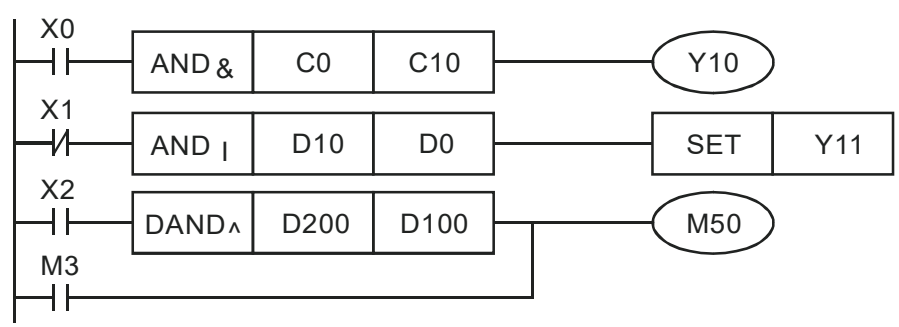 X0
AND & C0 C10 Y10
X1
AND | D10 D0 SET Y11
X2
DAND ^ D200 D100 M50
M3